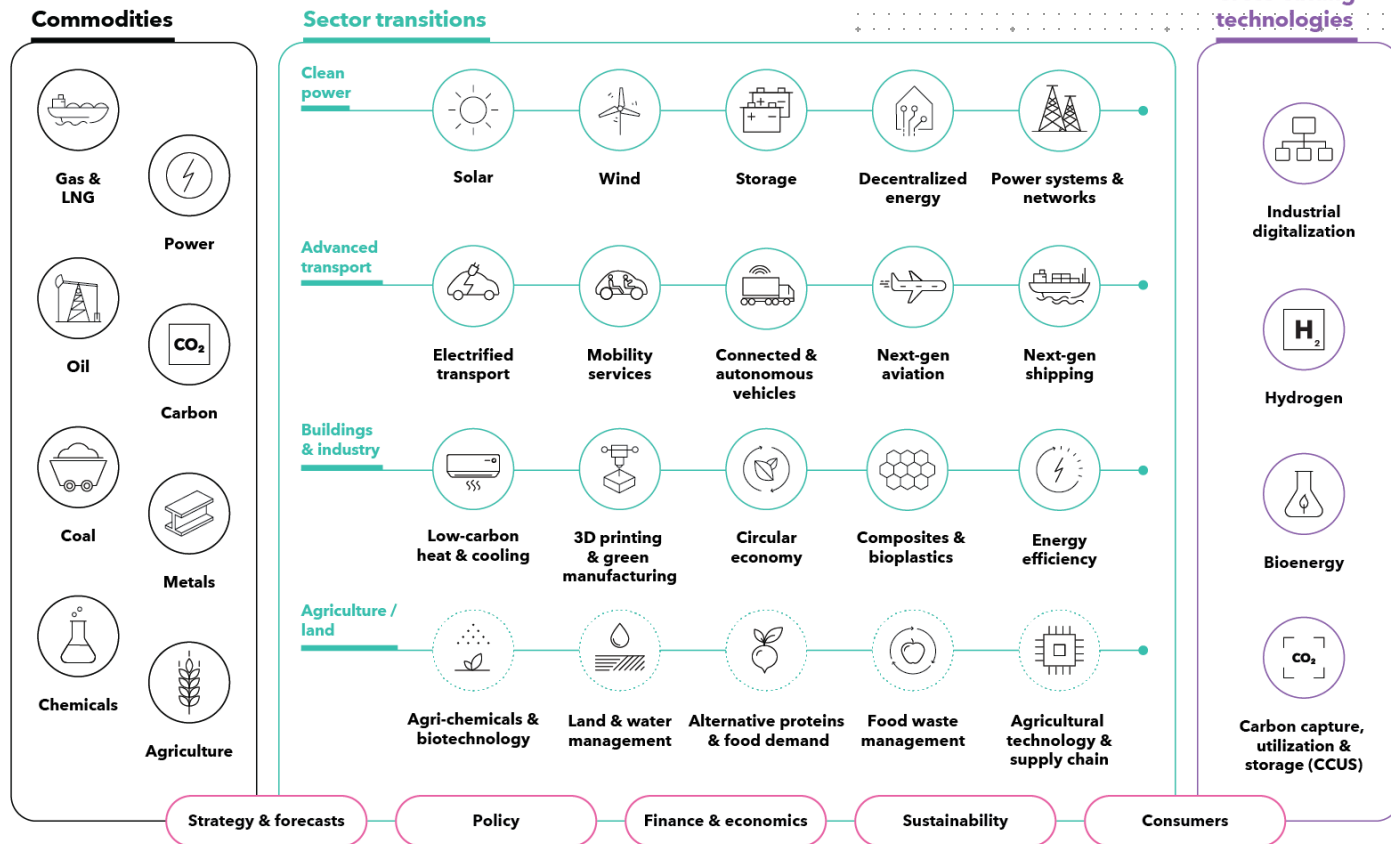 Commodities
Gas &
LNG
Power
Oil
CO₂
Carbon
Coal
Metals
Chemicals
Agriculture
Sector transitions
Clean
power
Solar
Wind
Storage
Decentralized
energy
Power systems &
networks
Advanced
transport
Electrified
transport
Mobility
services
Connected &
autonomous
vehicles
Next-gen
aviation
Next-gen
shipping
Buildings
& industry
Low-carbon
heat & cooling
3D printing
& green
manufacturing
Circular
economy
Composites &
bioplastics
Energy
efficiency
Agriculture /
land
Agri-chemicals &
biotechnology
Land & water
management
Alternative proteins
& food demand
Food waste
management
Agricultural
technology &
supply chain
technologies
Industrial
digitalization
H₂
Hydrogen
Bioenergy
CO₂
Carbon capture,
utilization &
storage (CCUS)
Strategy & forecasts
Policy
Finance & economics
Sustainability
Consumers